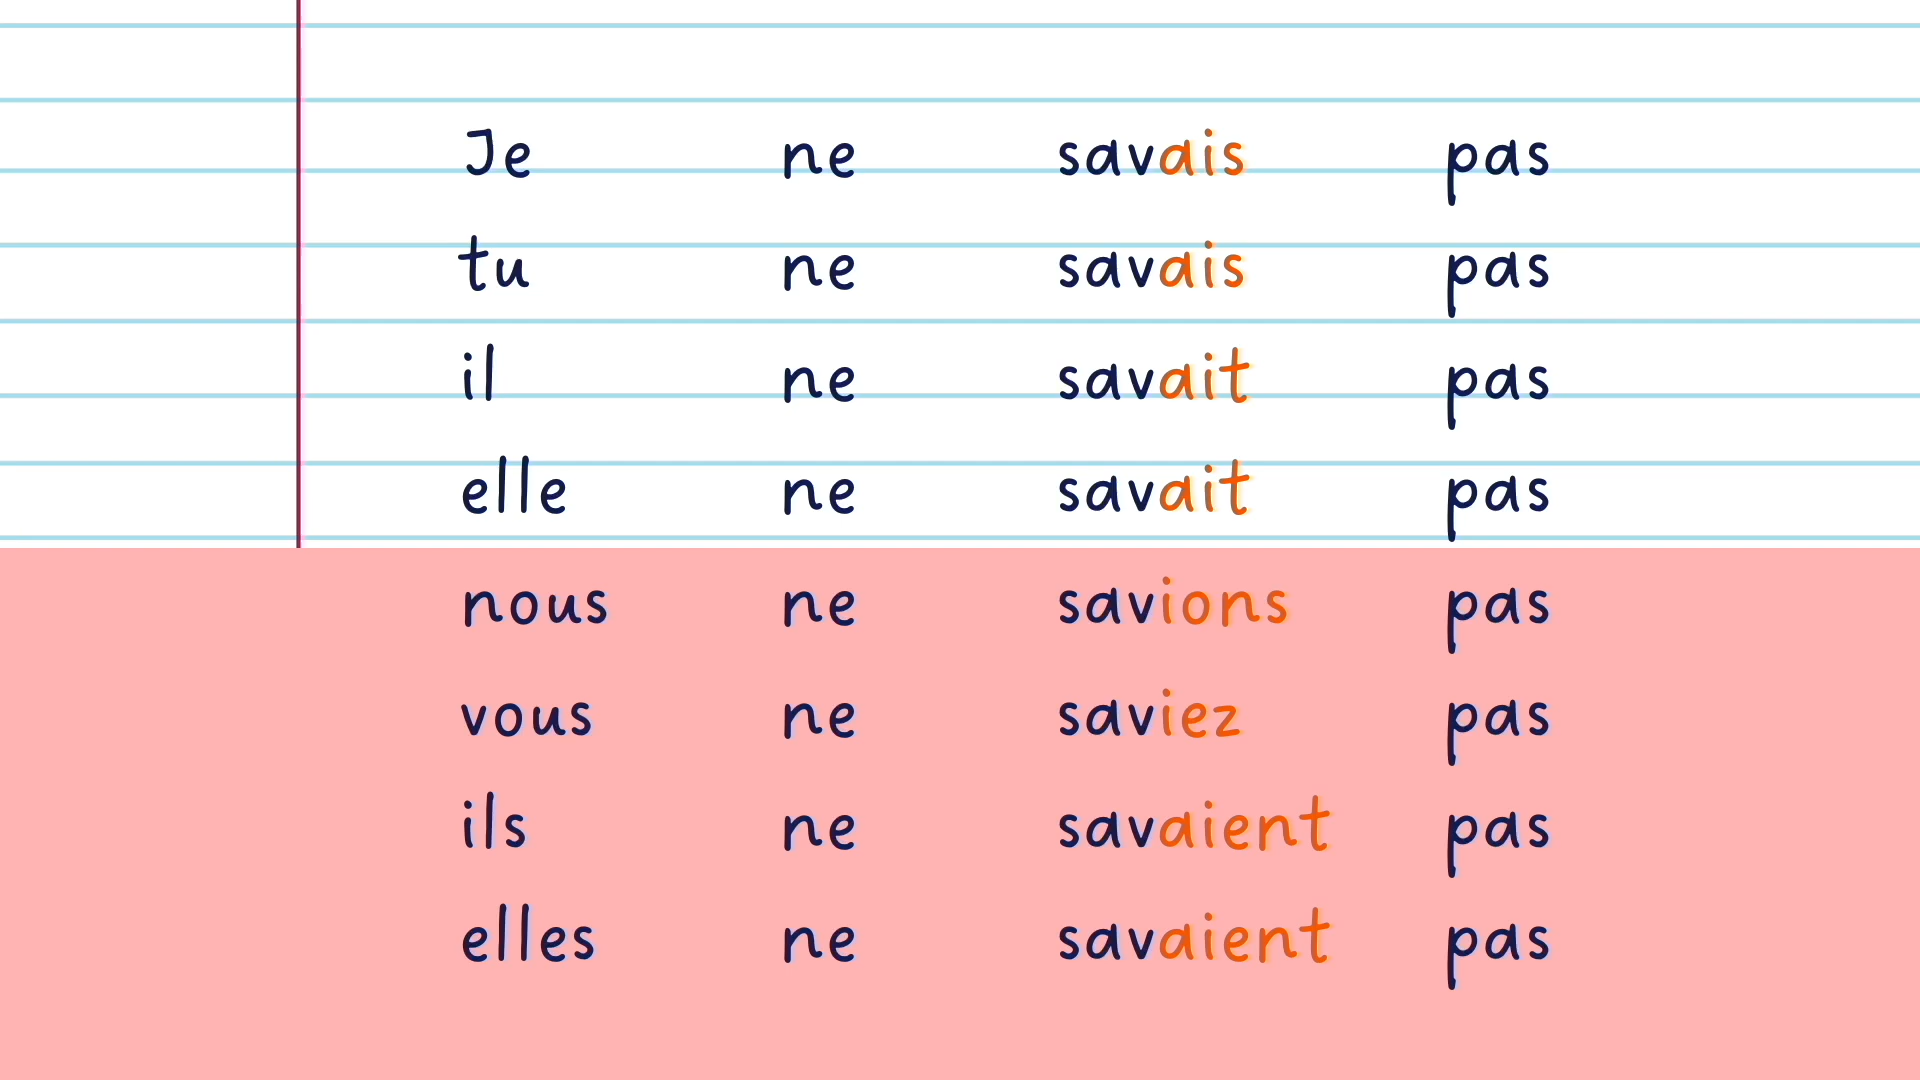 Je ne savais pas
tu ne savais pas
il ne savait pas
elle ne savait pas
nous ne savions pas
vous ne saviez pas
ils ne savaient pas
elles ne savaient pas